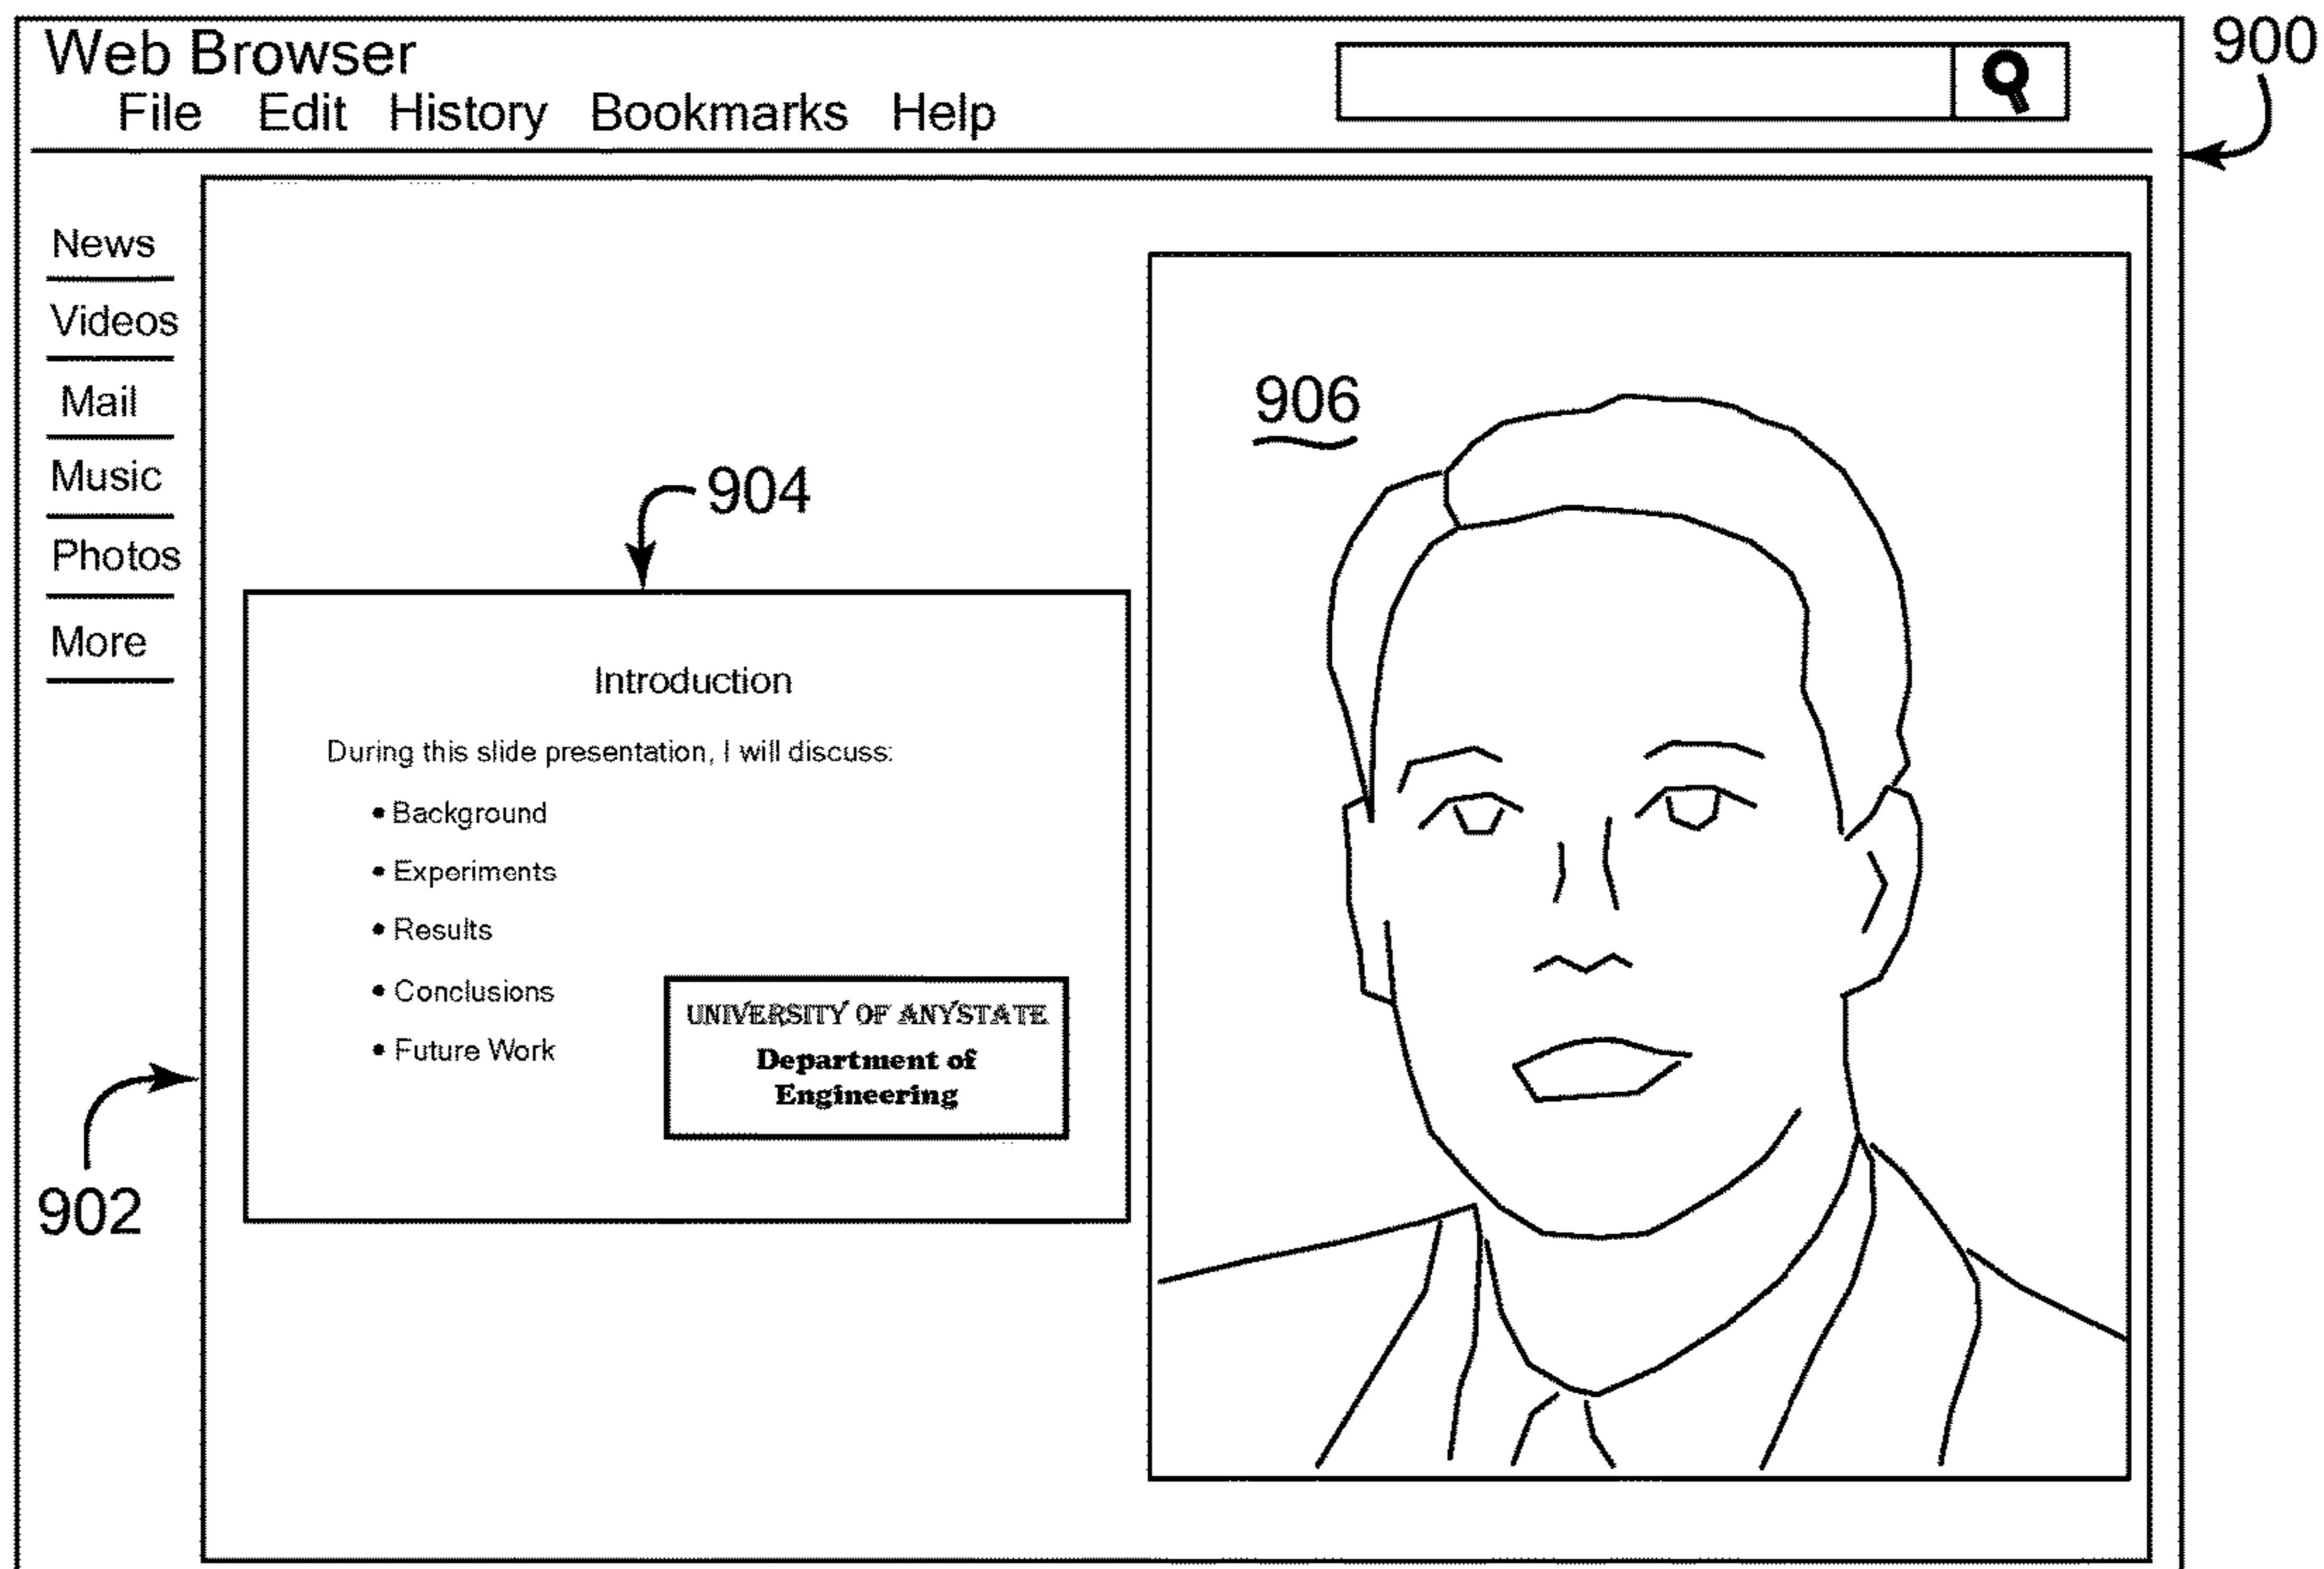 Web Browser
File Edit History Bookmarks Help
900
News
Videos
Mail
Music
Photos
More
906
904
Introduction
During this slide presentation, I will discuss:
• Background
• Experiments
• Results
• Conclusions
• Future Work
UNIVERSITY OF ANYSTATE
Department of
Engineering
902